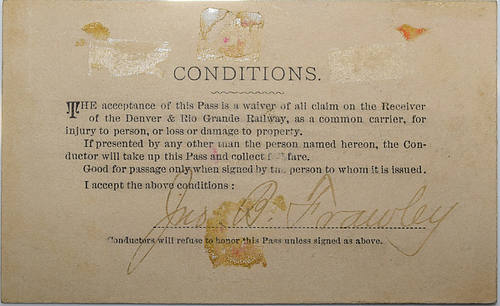 CONDITIONS.
THE acceptance of this Pass is a waiver of all claim on the Receiver
of the Denver & Rio Grande Railway, as a common carrier, for
injury to person, or loss or damage to property.
If presented by any other than the person named hereon, the Con-
ductor will take up this Pass and collect fare.
Good for passage only when signed by the person to whom it is issued.
I accept the above conditions:
Jno. B. Frawley
Conductors will refuse to honor this Pass unless signed as above.